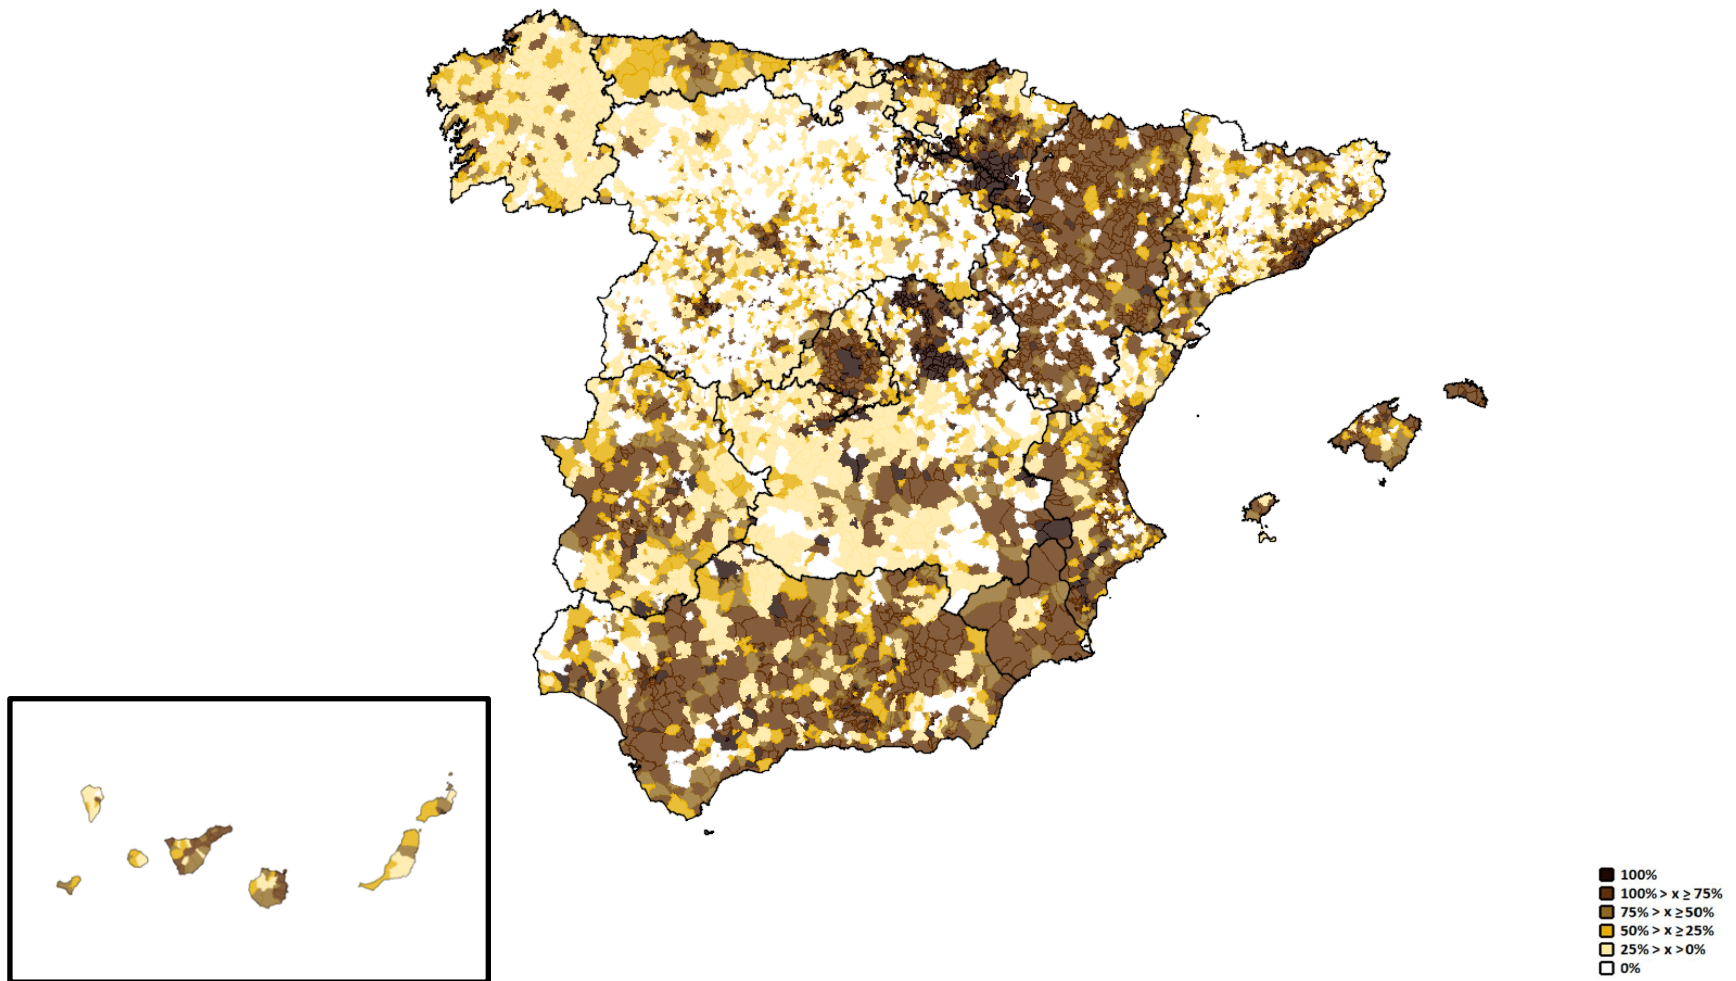 100%
100% > x ≥ 75%
75% > x ≥ 50%
50% > x ≥ 25%
25% > x > 0%
0%